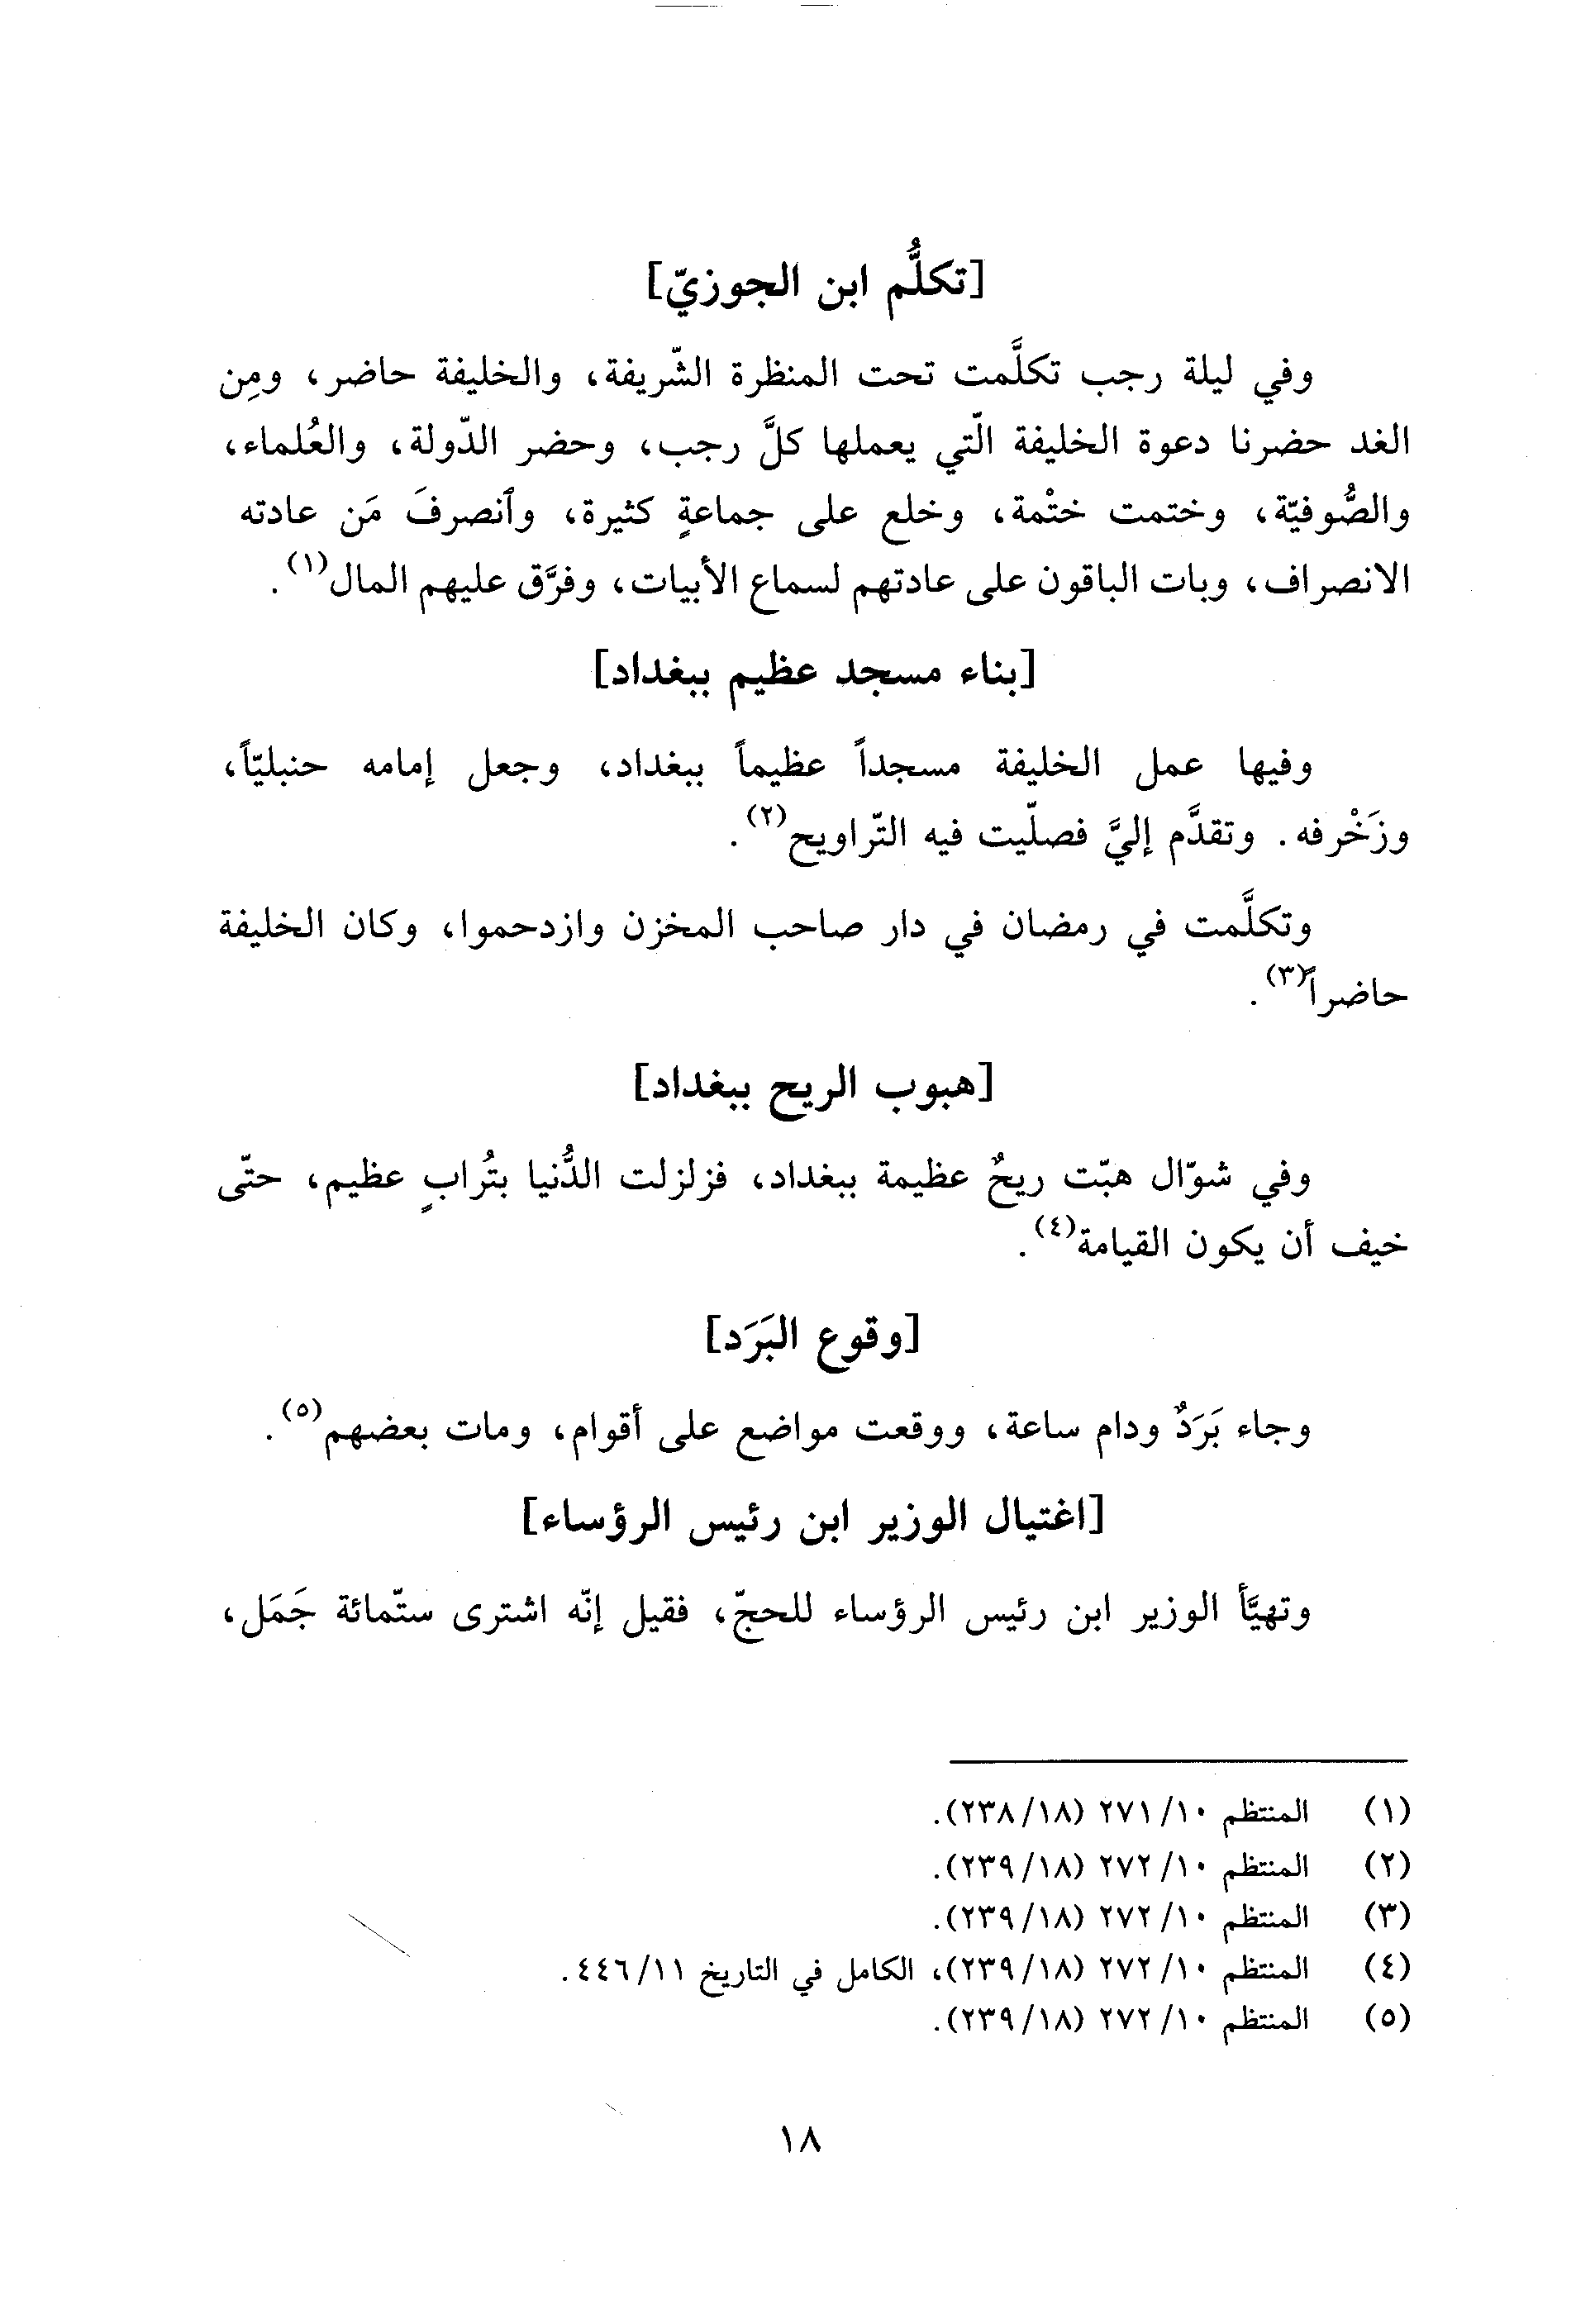 [تكلُّم ابن الجوزيّ]
وفي ليلة رجب تكلَّمت تحت المنظرة الشّريفة، والخليفة حاضر، ومِن
الغد حضرنا دعوة الخليفة الّتي يعملها كلَّ رجب، وحضر الدّولة، والعُلماء،
والصُّوفيّة، وختمت ختْمة، وخلع على جماعةٍ كثيرة، وٱنصرفَ مَن عادته
الانصراف، وبات الباقون على عادتهم لسماع الأبيات، وفرَّق عليهم المال(١).
[بناء مسجد عظيم ببغداد]
وفيها عمل الخليفة مسجداً عظيماً ببغداد، وجعل إمامه حنبليّاً،
وزَخْرفه. وتقدَّم إليَّ فصلّيت فيه التّراويح(٢).
وتكلَّمت في رمضان في دار صاحب المخزن وازدحموا، وكان الخليفة
حاضراً(٣).
[هبوب الريح ببغداد]
وفي شوّال هبّت ريحٌ عظيمة ببغداد، فزلزلت الدُّنيا بتُرابٍ عظيم، حتّى
خيف أن يكون القيامة(٤).
[وقوع البَرَد]
وجاء بَرَدٌ ودام ساعة، ووقعت مواضع على أقوام، ومات بعضهم(٥).
[اغتيال الوزير ابن رئيس الرؤساء]
وتهيَّأ الوزير ابن رئيس الرؤساء للحجّ، فقيل إنّه اشترى ستّمائة جَمَل،
(١) المنتظم ١٠/ ٢٧١ (١٨/ ٢٣٨).
(٢) المنتظم ١٠/ ٢٧٢ (١٨/ ٢٣٩).
(٣) المنتظم ١٠/ ٢٧٢ (١٨/ ٢٣٩).
(٤) المنتظم ١٠/ ٢٧٢ (١٨/ ٢٣٩)، الكامل في التاريخ ١١/ ٤٤٦.
(٥) المنتظم ١٠/ ٢٧٢ (١٨/ ٢٣٩).
١٨